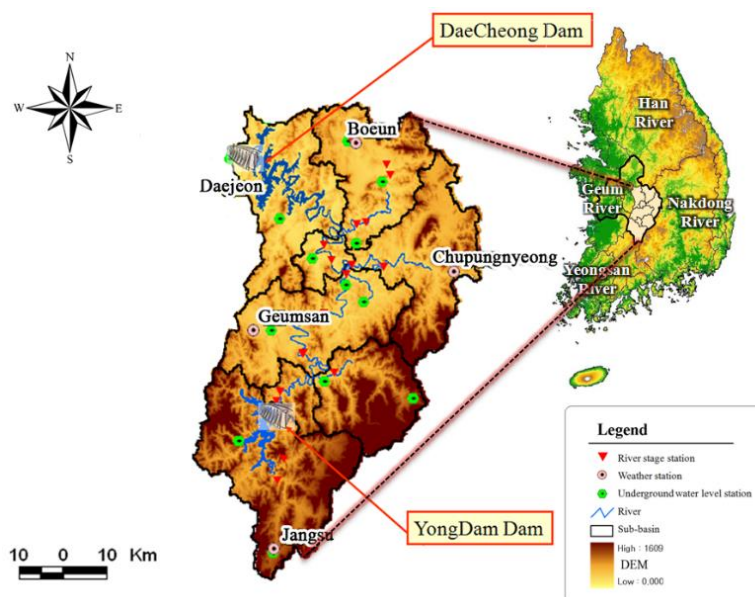 DaeCheong Dam
N
W
E
S
Boeun
Daejeon
Chupungnyeong
Geumsan
Jangsu
YongDam Dam
10 0 10 Km
Han
River
Geum
River
Nakdong
River
Yeongsan
River
Legend
River stage station
Weather station
Underground water level station
River
Sub-basin
High : 1609
DEM
Low : 0.000